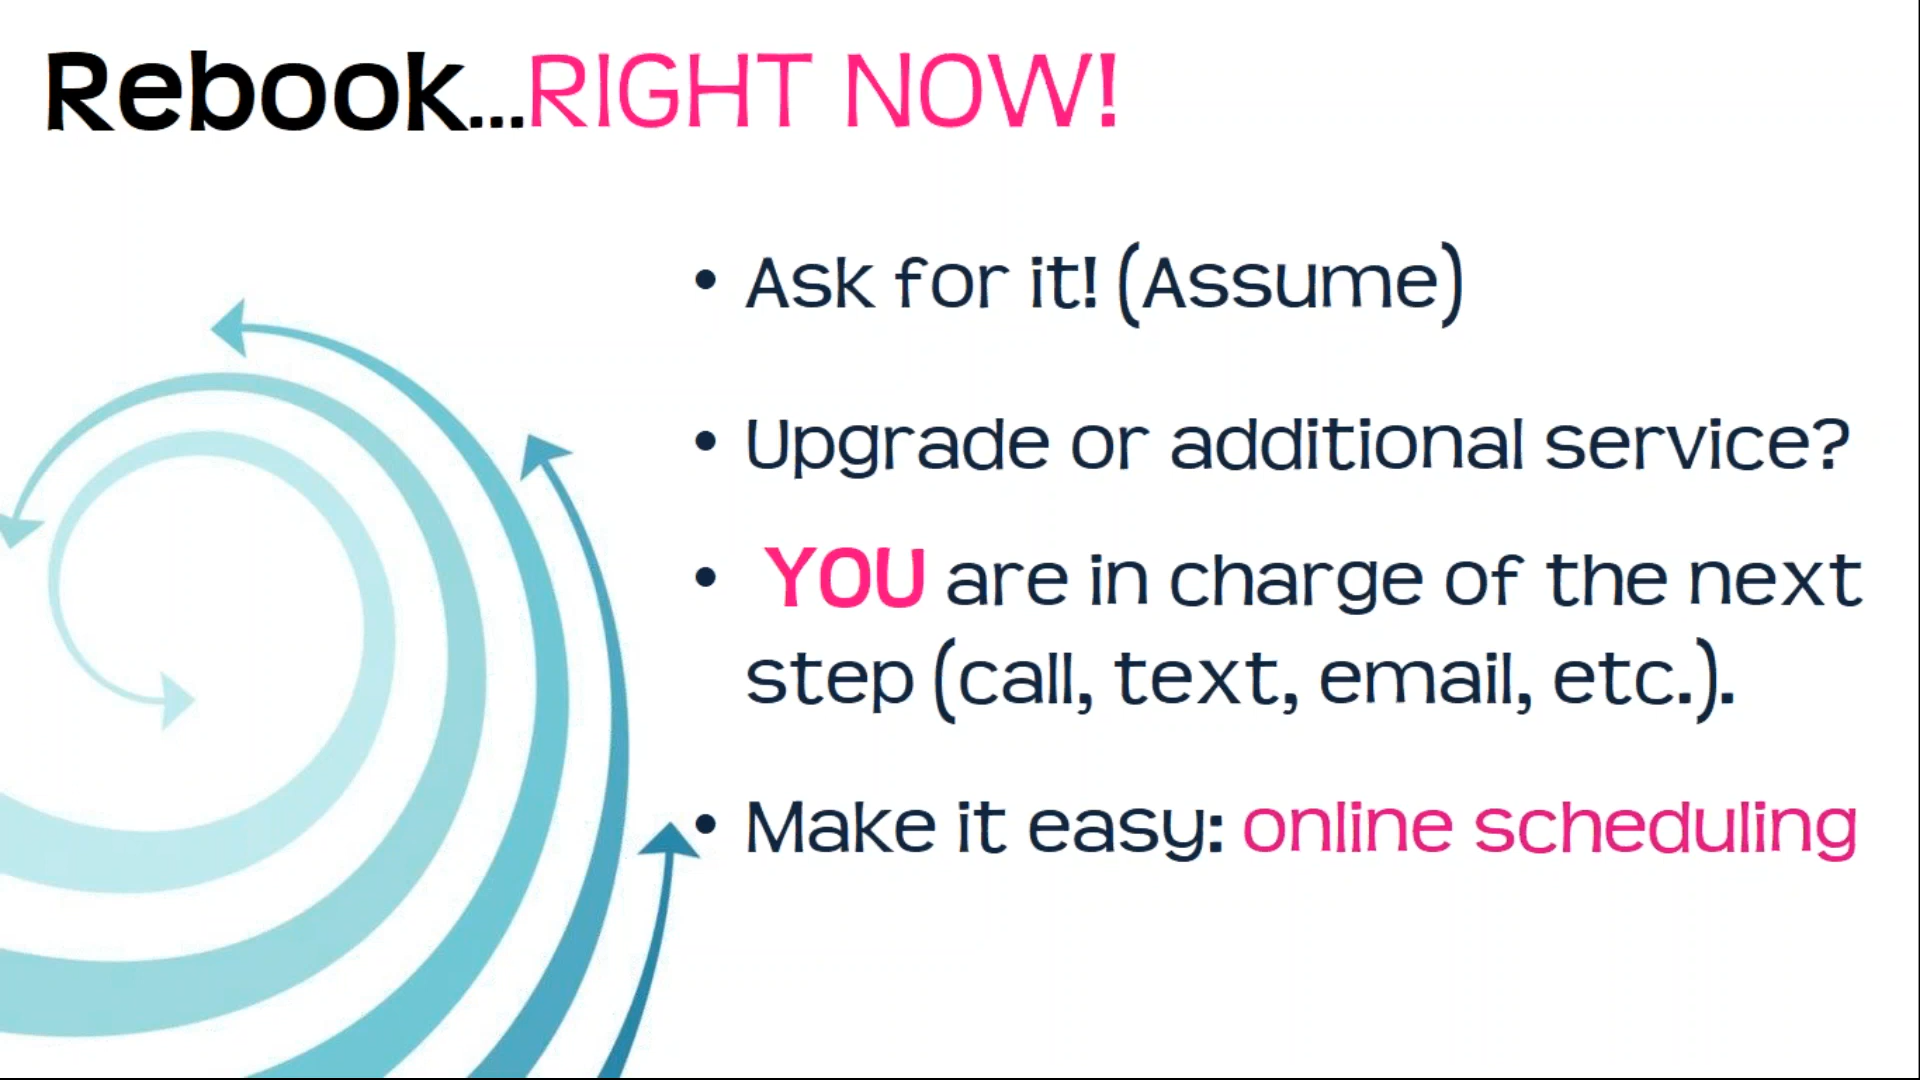 Rebook...RIGHT NOW!
• Ask for it! (Assume)
• Upgrade or additional service?
• YOU are in charge of the next
step (call, text, email, etc.).
• Make it easy: online scheduling